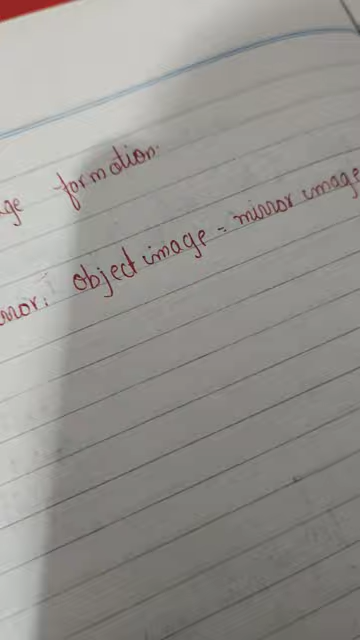 formation.
object image = mirror image